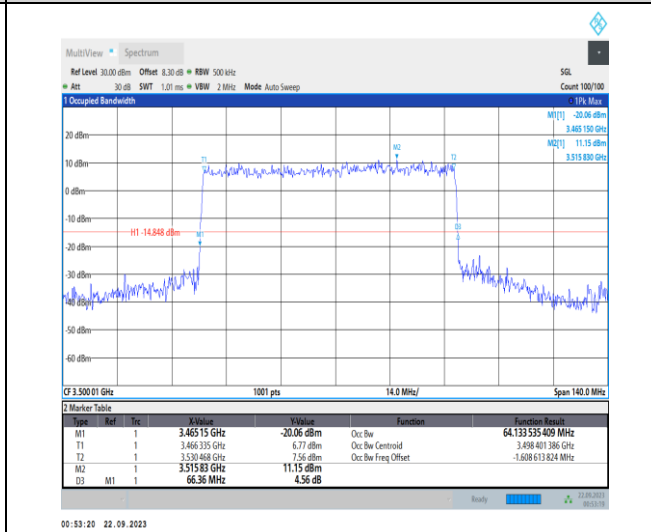 MultiView Spectrum
Ref Level 30.00 dBm Offset 8.30 dB RBW 500 kHz SGL
Att 30 dB SWT 1.01 ms VBW 2 MHz Mode Auto Sweep Count 100/100
1 Occupied Bandwidth 1Pk Max
M1[1] -20.06 dBm
3.465 150 GHz
M2[1] 11.15 dBm
3.515 830 GHz
20 dBm
M2
T1 T2
10 dBm
0 dBm
-10 dBm
H1 -14.848 dBm M1 D3
-20 dBm
-30 dBm
-40 dBm
-50 dBm
-60 dBm
CF 3.500 01 GHz 1001 pts 14.0 MHz/ Span 140.0 MHz
2 Marker Table
Type Ref Trc X-Value Y-Value Function Function Result
M1 1 3.465 15 GHz -20.06 dBm Occ Bw 64.133 535 409 MHz
T1 1 3.466 335 GHz 6.77 dBm Occ Bw Centroid 3.498 401 386 GHz
T2 1 3.530 468 GHz 7.56 dBm Occ Bw Freq Offset -1.608 613 824 MHz
M2 1 3.515 83 GHz 11.15 dBm
D3 M1 1 66.36 MHz 4.56 dB
Ready 22.09.2023
00:53:19
00:53:20 22.09.2023